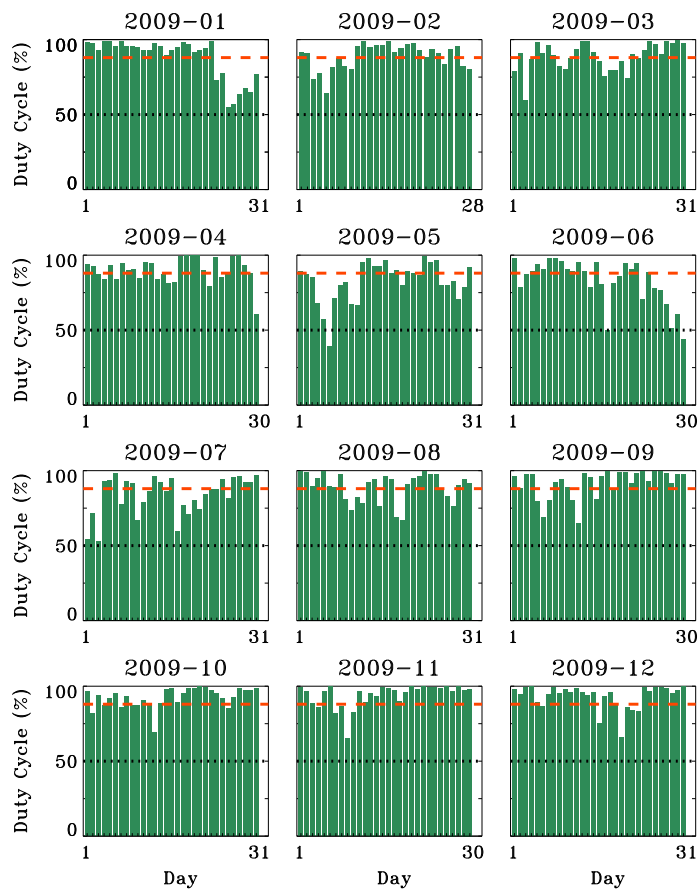 2009-01 2009-02 2009-03
Duty Cycle (%)
100
50
0
1 31 1 28 1 31
2009-04 2009-05 2009-06
Duty Cycle (%)
100
50
0
1 30 1 31 1 30
2009-07 2009-08 2009-09
Duty Cycle (%)
100
50
0
1 31 1 31 1 30
2009-10 2009-11 2009-12
Duty Cycle (%)
100
50
0
1 31 1 30 1 31
Day Day Day